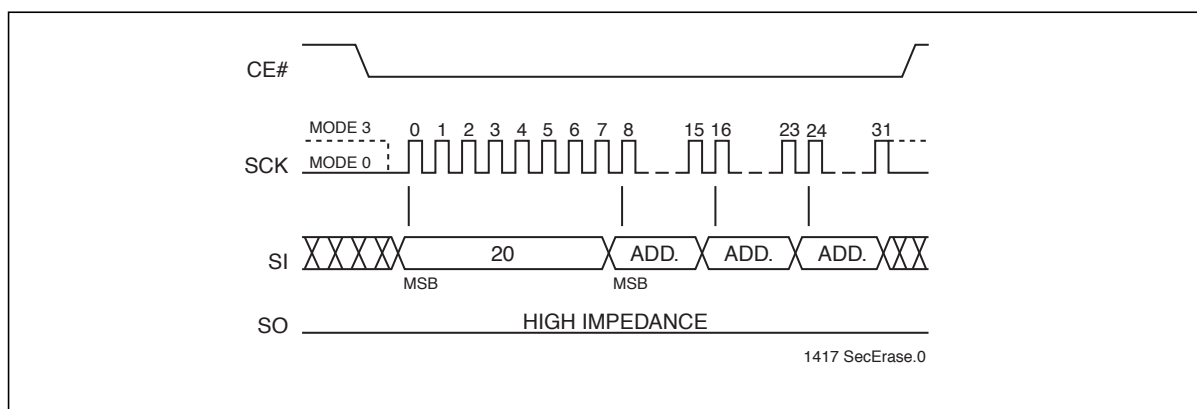 CE#
MODE 3
0 1 2 3 4 5 6 7 8 15 16 23 24 31
SCK
MODE 0
SI
20 ADD. ADD. ADD.
MSB MSB
SO
HIGH IMPEDANCE
1417 SecErase.0